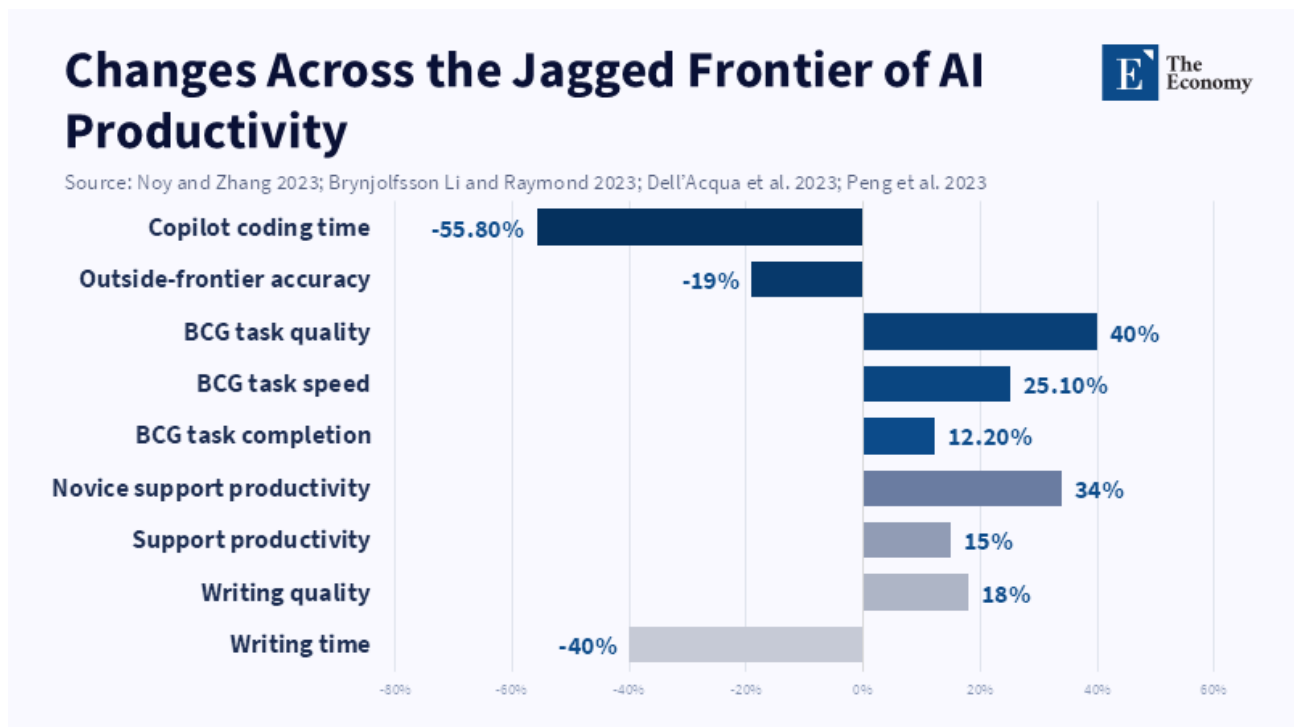 Changes Across the Jagged Frontier of AI
Productivity
E The
Economy
Source: Noy and Zhang 2023; Brynjolfsson Li and Raymond 2023; Dell’Acqua et al. 2023; Peng et al. 2023
Copilot coding time -55.80%
Outside-frontier accuracy -19%
BCG task quality 40%
BCG task speed 25.10%
BCG task completion 12.20%
Novice support productivity 34%
Support productivity 15%
Writing quality 18%
Writing time -40%
-80% -60% -40% -20% 0% 20% 40% 60%